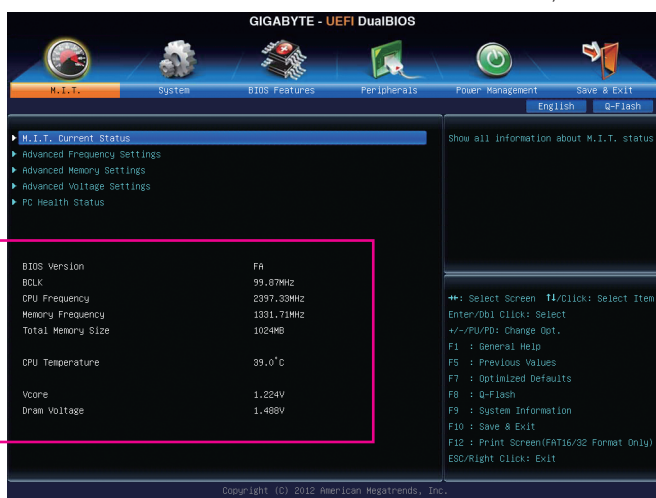 GIGABYTE - UEFI DualBIOS
M.I.T. System BIOS Features Peripherals Power Management Save & Exit
English Q-Flash
M.I.T. Current Status
Advanced Frequency Settings
Advanced Memory Settings
Advanced Voltage Settings
PC Health Status
Show all information about M.I.T. status
BIOS Version FA
BCLK 99.87MHz
CPU Frequency 2397.33MHz
Memory Frequency 1331.71MHz
Total Memory Size 1024MB
CPU Temperature 39.0°C
Vcore 1.224V
Dram Voltage 1.488V
→←: Select Screen ↑↓/Click: Select Item
Enter/Dbl Click: Select
+/-/PU/PD: Change Opt.
F1 : General Help
F5 : Previous Values
F7 : Optimized Defaults
F8 : Q-Flash
F9 : System Information
F10 : Save & Exit
F12 : Print Screen(FAT16/32 Format Only)
ESC/Right Click: Exit
Copyright (C) 2012 American Megatrends, Inc.